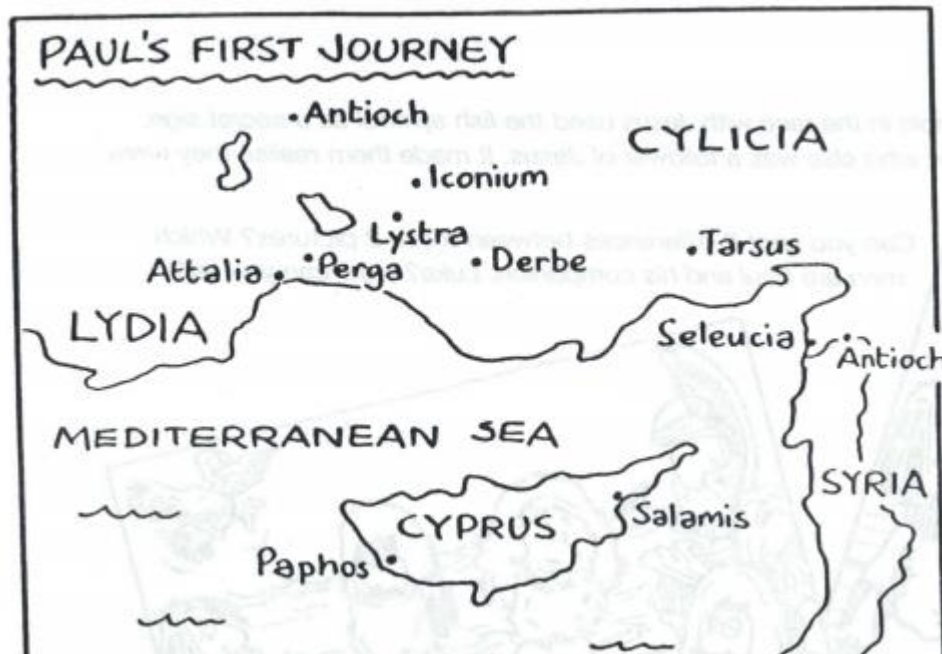 PAUL'S FIRST JOURNEY
Antioch
CYLICIA
Iconium
Lystra
Tarsus
Attalia
Perga
Derbe
LYDIA
Seleucia
Antioch
MEDITERRANEAN SEA
SYRIA
CYPRUS
Salamis
Paphos